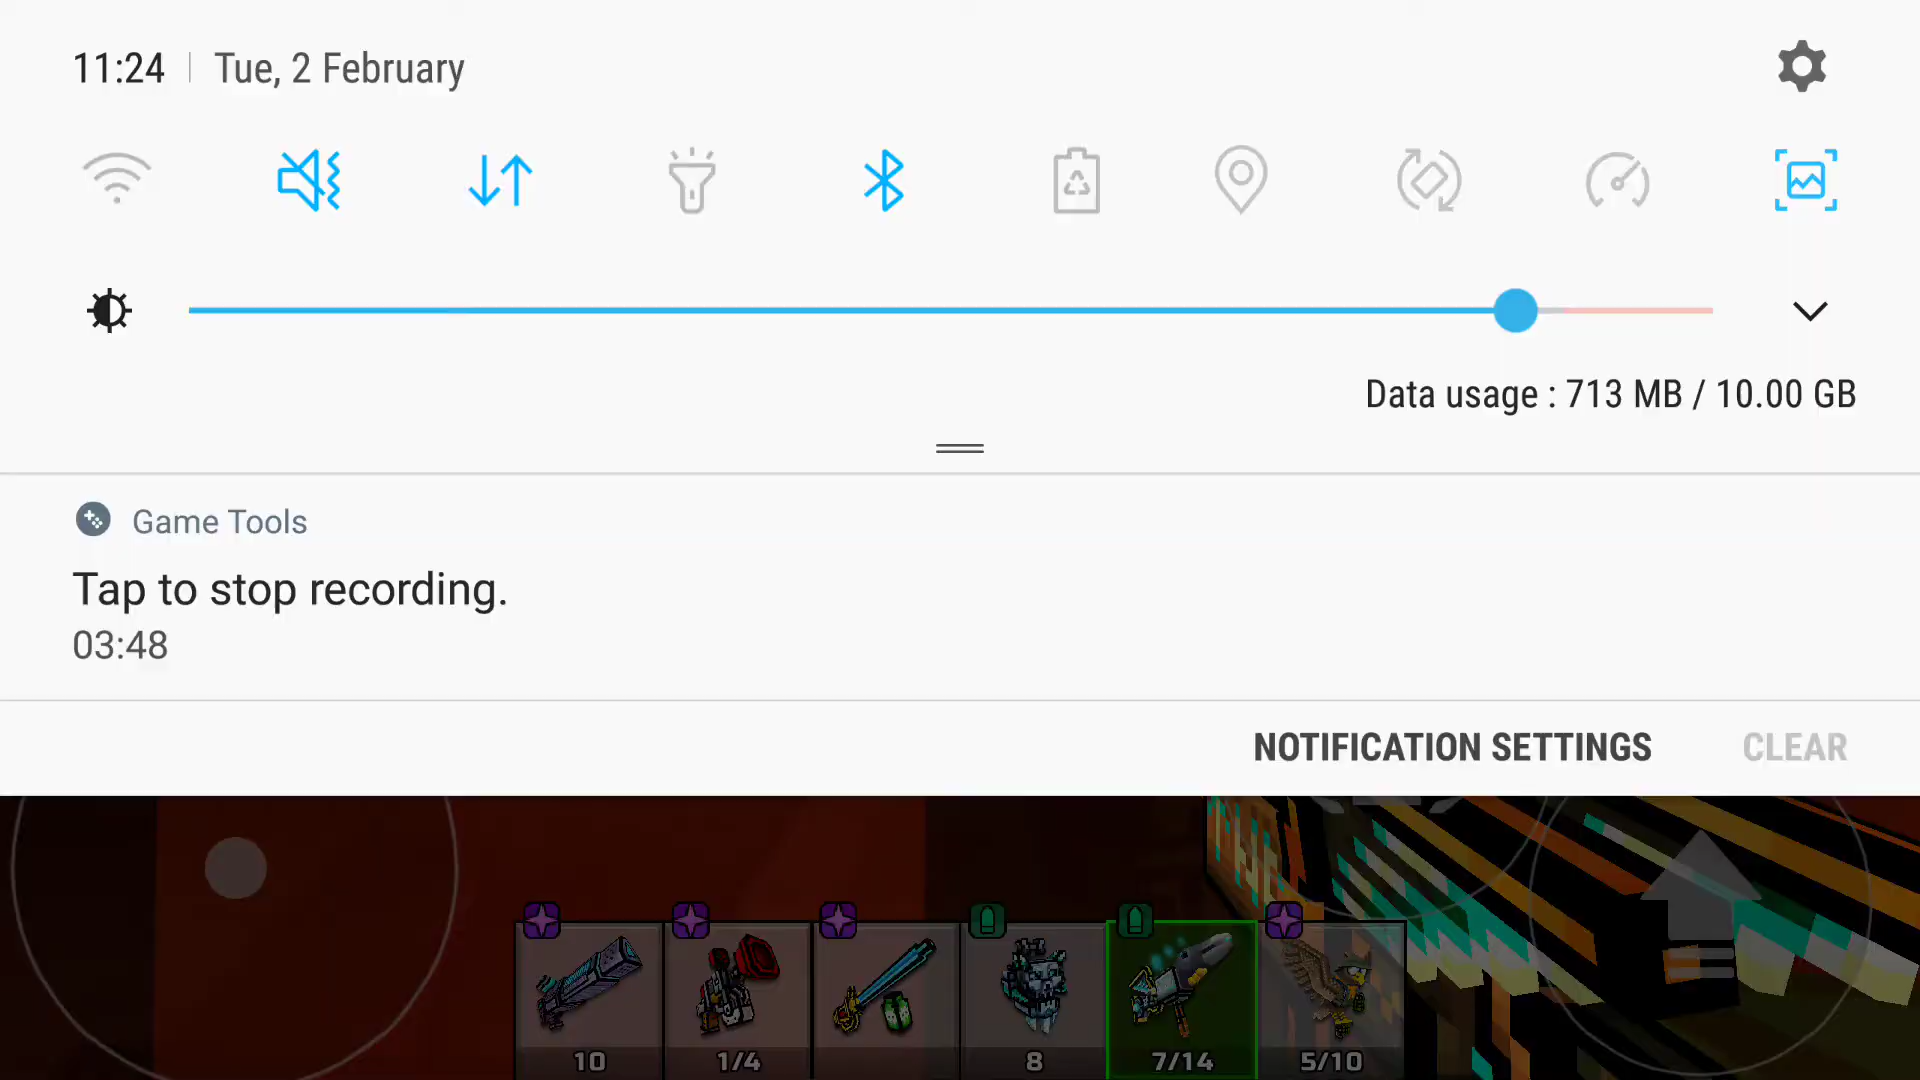 11:24 Tue, 2 February
Data usage : 713 MB / 10.00 GB
Game Tools
Tap to stop recording.
03:48
NOTIFICATION SETTINGS CLEAR
10 1/4 8 7/14 5/10